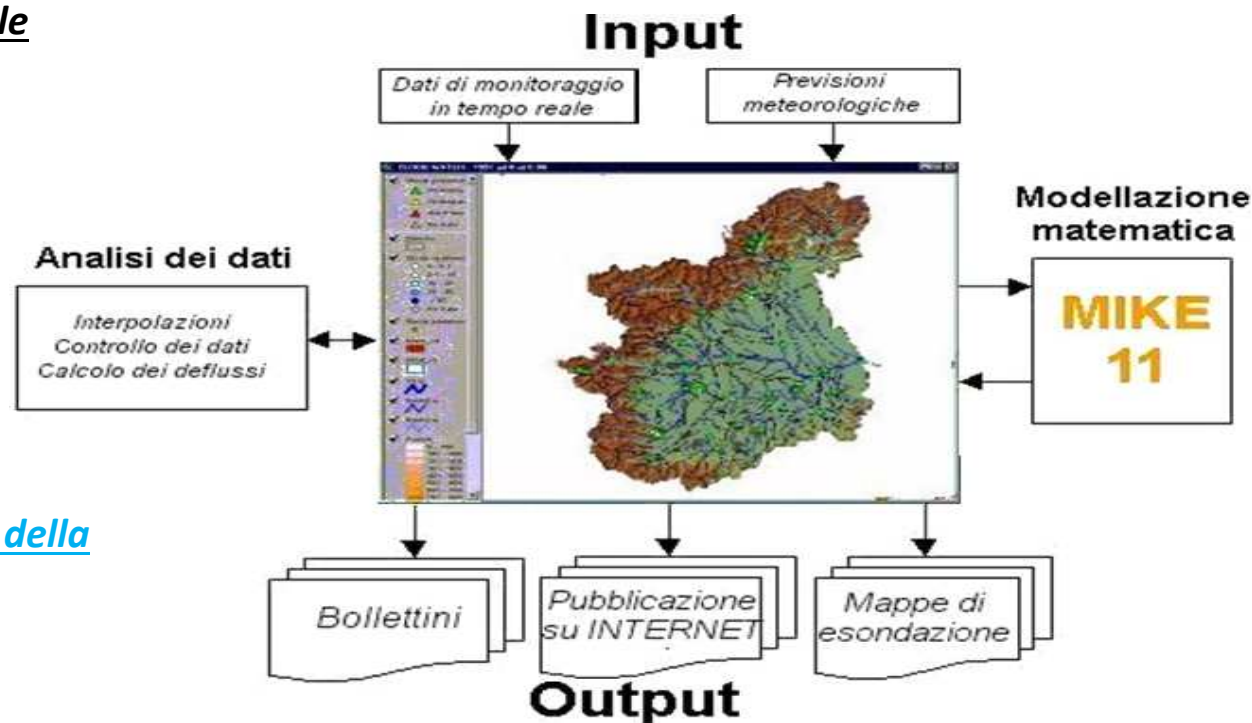 le
Input
Dati di monitoraggio
in tempo reale
Previsioni
meteorologiche
Modellazione
matematica
MIKE
11
Analisi dei dati
Interpolazioni
Controllo dei dati
Calcolo dei deflussi
della
Bollettini
Pubblicazione
su INTERNET
Mappe di
esondazione
Output